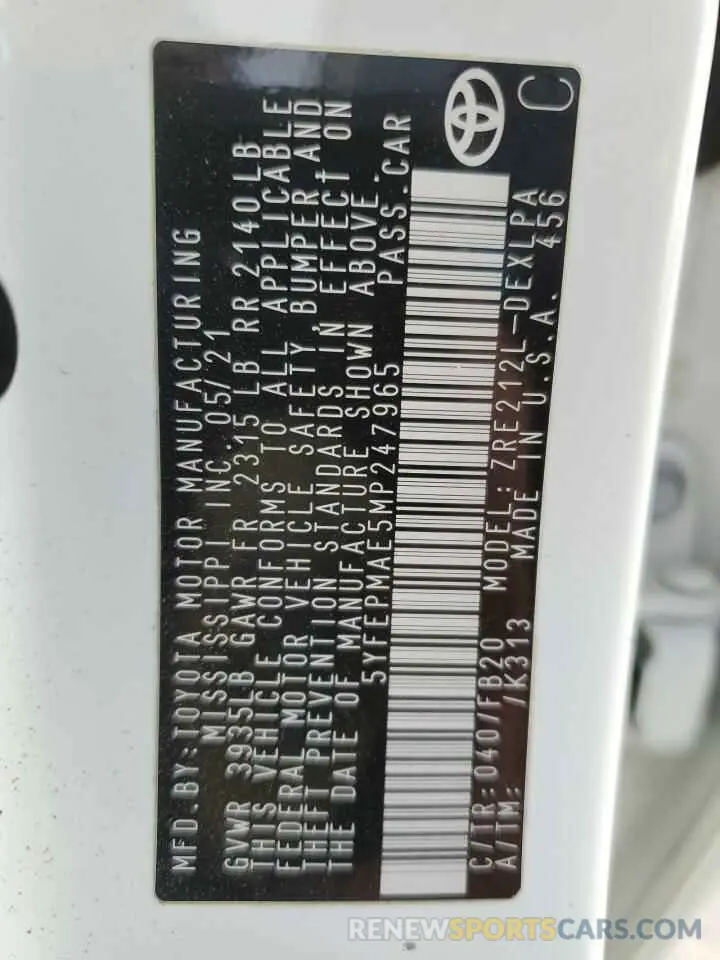 MFD.BY:TOYOTA MOTOR MANUFACTURING
MISSISSIPPI INC 05/21
GVWR 3935LB GAWR FR 2315LB RR 2140LB
THIS VEHICLE CONFORMS TO ALL APPLICABLE
FEDERAL MOTOR VEHICLE SAFETY, BUMPER AND
THEFT PREVENTION STANDARDS IN EFFECT ON
THE DATE OF MANUFACTURE SHOWN ABOVE.
5YFEPMAE5MP247965 PASS.CAR
C/TR:040/FB20 MODEL:ZRE212L-DEXLPA
A/TM: /K313 MADE IN U.S.A. 456
C
RENEWSPORTSCARS.COM